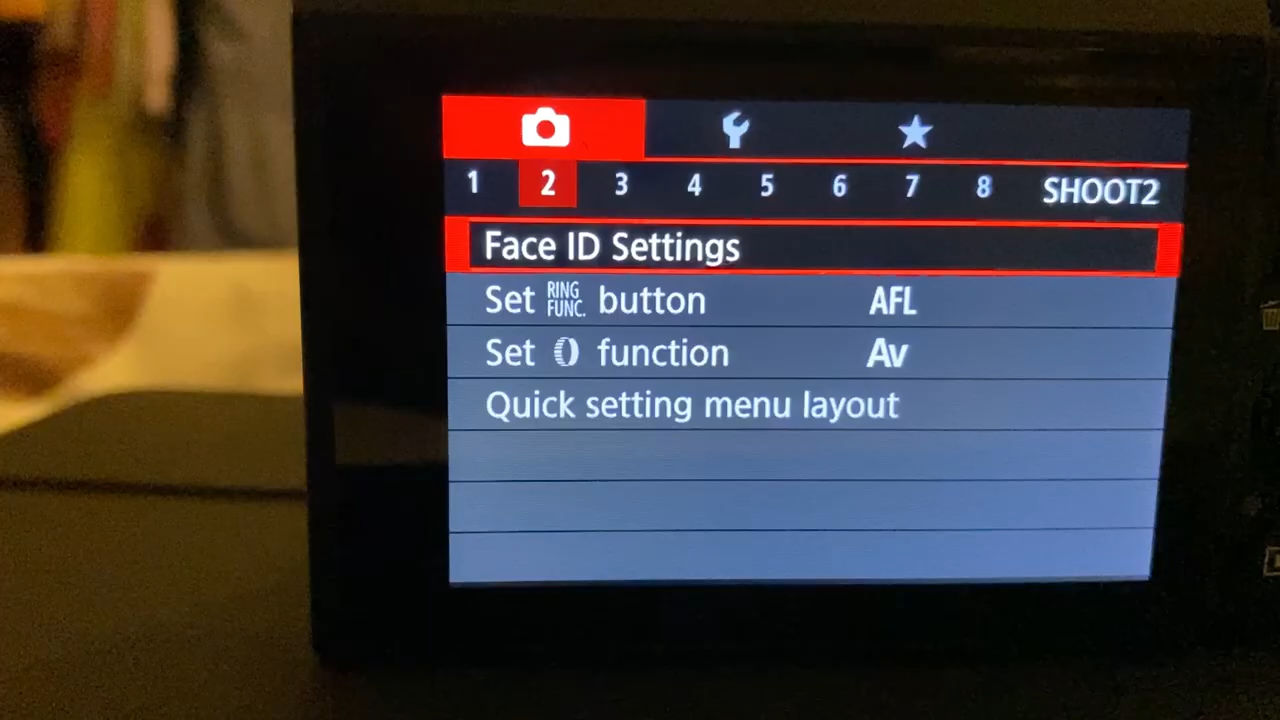 1 2 3 4 5 6 7 8 SHOOT2
Face ID Settings
Set RING FUNC. button AFL
Set function Av
Quick setting menu layout